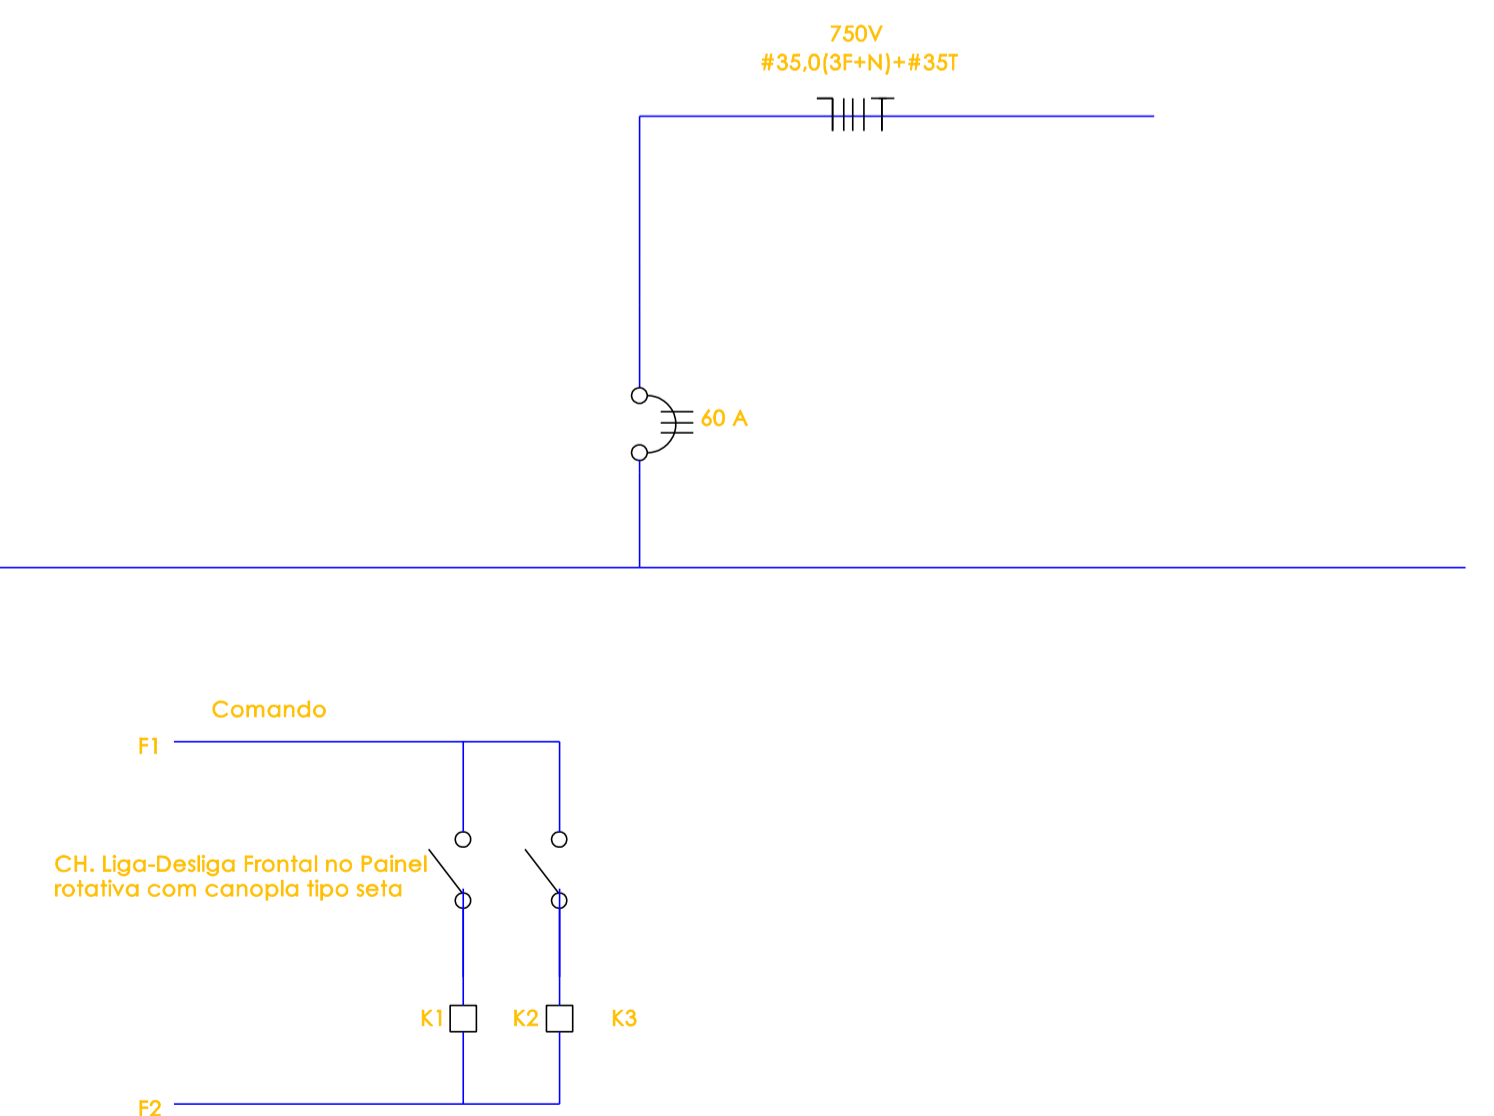 750V
#35,0(3F+N)+#35T
60 A
Comando
F1
CH. Liga-Desliga Frontal no Painel
rotativa com canopla tipo seta
K1
K2
K3
F2